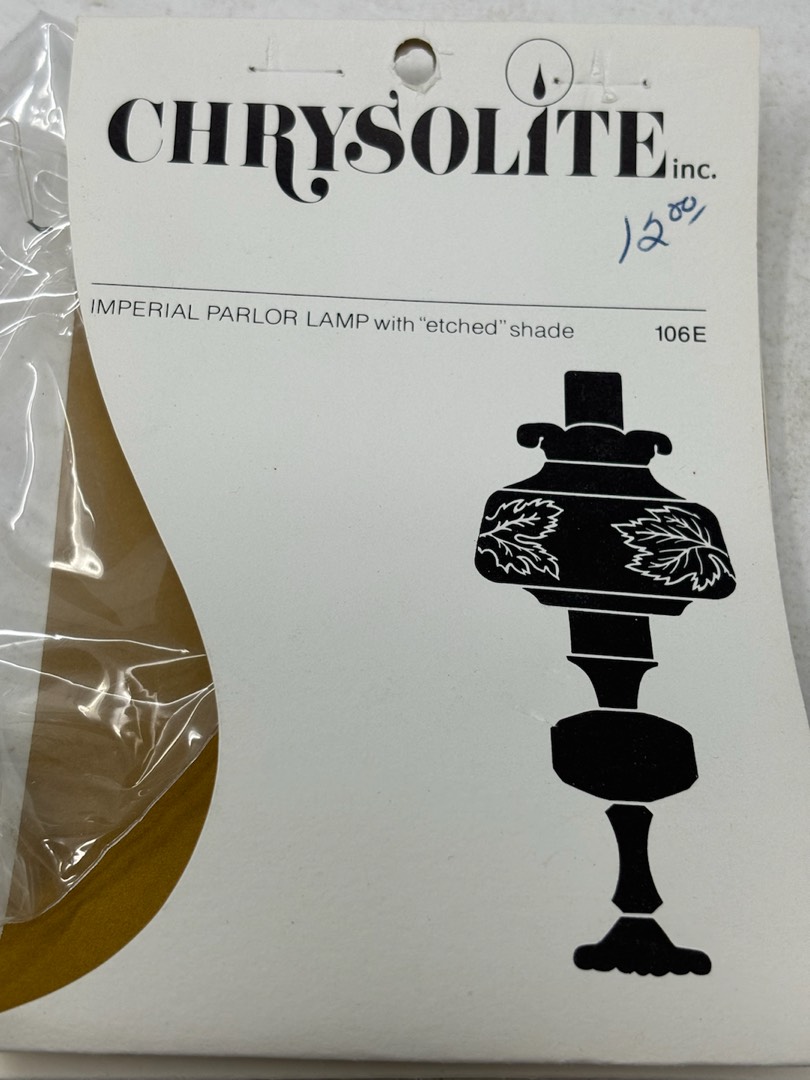 CHRYSOLITE inc.
12.00/
IMPERIAL PARLOR LAMP with "etched" shade 106E